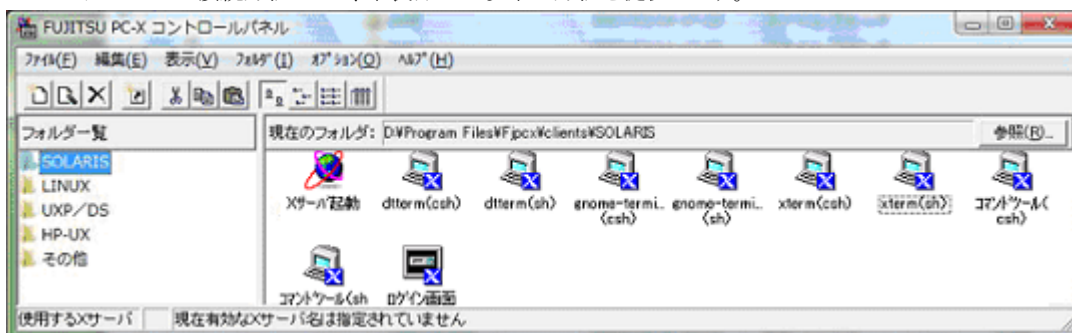 FUJITSU PC-X コントロールパネル
ファイル(F) 編集(E) 表示(V) フォルダ(I) オプション(O) ヘルプ(H)
フォルダ一覧
現在のフォルダ: D:¥Program Files¥Fjpcx¥clients¥SOLARIS 参照(R)...
SOLARIS
LINUX
UXP/DS
HP-UX
その他
Xサーバ起動
dtterm(csh)
dtterm(sh)
gnome-termi...(csh)
gnome-termi...(sh)
xterm(csh)
xterm(sh)
コマンドツール(csh)
コマンドツール(sh
ログイン画面
使用するXサーバ 現在有効なXサーバ名は指定されていません